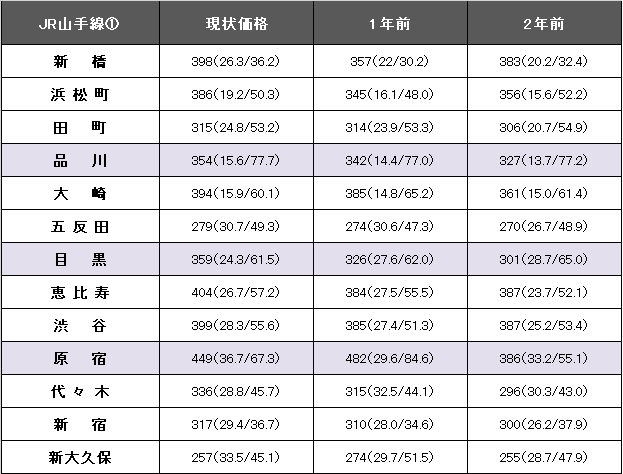 JR山手線① 現状価格 1年前 2年前
新橋 398(26.3/36.2) 357(22/30.2) 383(20.2/32.4)
浜松町 386(19.2/50.3) 345(16.1/48.0) 356(15.6/52.2)
田町 315(24.8/53.2) 314(23.9/53.3) 306(20.7/54.9)
品川 354(15.6/77.7) 342(14.4/77.0) 327(13.7/77.2)
大崎 394(15.9/60.1) 385(14.8/65.2) 361(15.0/61.4)
五反田 279(30.7/49.3) 274(30.6/47.3) 270(26.7/48.9)
目黒 359(24.3/61.5) 326(27.6/62.0) 301(28.7/65.0)
恵比寿 404(26.7/57.2) 384(27.5/55.5) 387(23.7/52.1)
渋谷 399(28.3/55.6) 385(27.4/51.3) 387(25.2/53.4)
原宿 449(36.7/67.3) 482(29.6/84.6) 386(33.2/55.1)
代々木 336(28.8/45.7) 315(32.5/44.1) 296(30.3/43.0)
新宿 317(29.4/36.7) 310(28.0/34.6) 300(26.2/37.9)
新大久保 257(33.5/45.1) 274(29.7/51.5) 255(28.7/47.9)